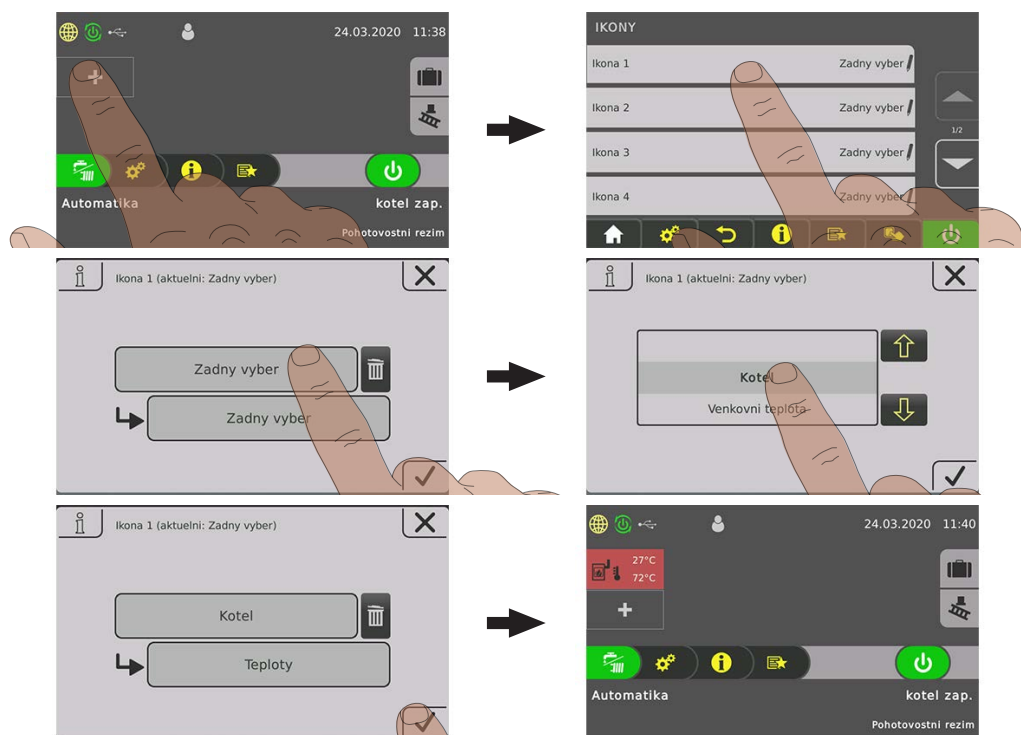 24.03.2020 11:38
Automatika
kotel zap.
Pohotovostni rezim
IKONY
Ikona 1 Zadny vyber
Ikona 2 Zadny vyber
1/2
Ikona 3 Zadny vyber
Ikona 4 Zadny vyber
Ikona 1 (aktuelni: Zadny vyber)
Zadny vyber
Zadny vyber
Ikona 1 (aktuelni: Zadny vyber)
Kotel
Venkovni teplota
Ikona 1 (aktuelni: Zadny vyber)
Kotel
Teploty
24.03.2020 11:40
27°C
72°C
Automatika
kotel zap.
Pohotovostni rezim